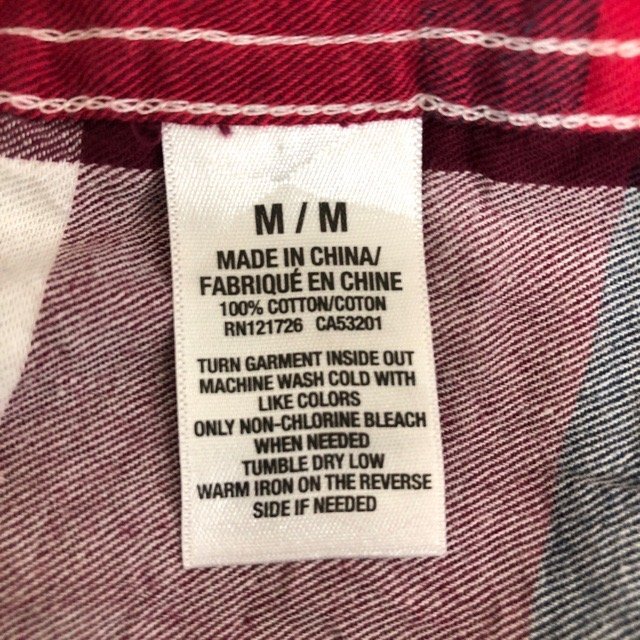 M / M
MADE IN CHINA/
FABRIQUÉ EN CHINE
100% COTTON/COTON
RN121726 CA53201
TURN GARMENT INSIDE OUT
MACHINE WASH COLD WITH
LIKE COLORS
ONLY NON-CHLORINE BLEACH
WHEN NEEDED
TUMBLE DRY LOW
WARM IRON ON THE REVERSE
SIDE IF NEEDED